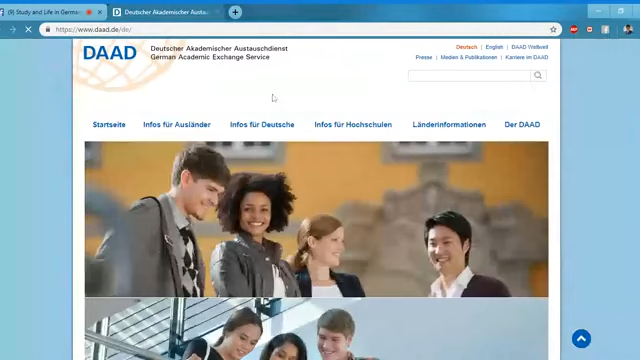 (9) Study and Life in German
Deutscher Akademischer Aus
https://www.daad.de/de/
DAAD
Deutscher Akademischer Austauschdienst
German Academic Exchange Service
Deutsch | English | DAAD Weltweit
Presse | Medien & Publikationen | Karriere im DAAD
Startseite
Infos für Ausländer
Infos für Deutsche
Infos für Hochschulen
Länderinformationen
Der DAAD